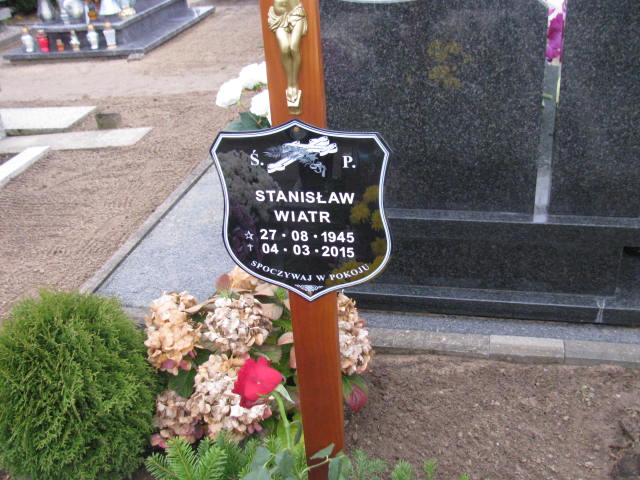 Ś. P.
STANISŁAW
WIATR
☆ 27 · 08 · 1945
† 04 · 03 · 2015
SPOCZYWAJ W POKOJU